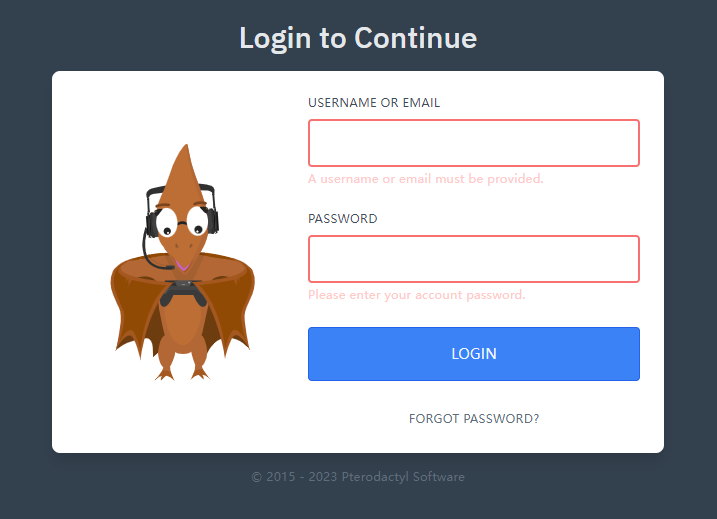 Login to Continue
USERNAME OR EMAIL
A username or email must be provided.
PASSWORD
Please enter your account password.
LOGIN
FORGOT PASSWORD?
© 2015 - 2023 Pterodactyl Software